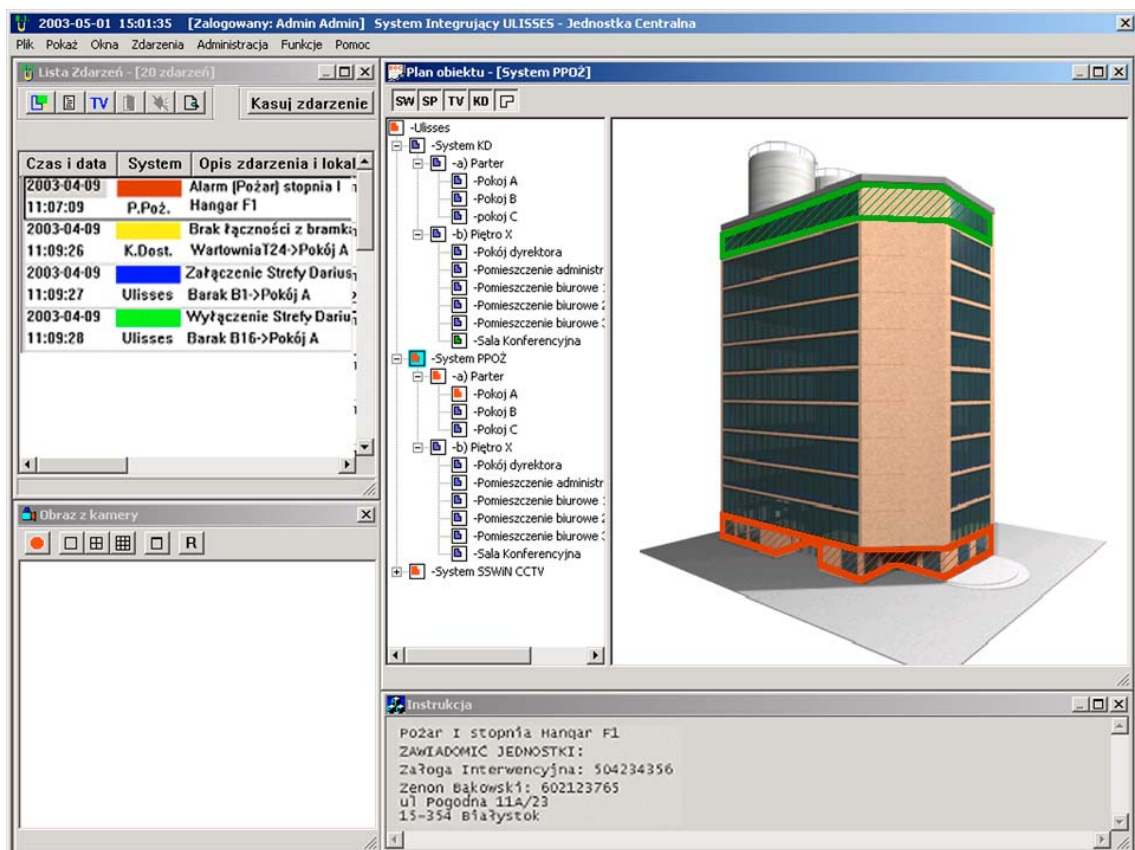 2003-05-01 15:01:35 [Zalogowany: Admin Admin] System Integrujący ULISSES - Jednostka Centralna
Plik Pokaż Okna Zdarzenia Administracja Funkcje Pomoc
Lista Zdarzeń - [20 zdarzeń]
TV
Kasuj zdarzenie
Czas i data System Opis zdarzenia i lokal
2003-04-09 Alarm (Pożar) stopnia I
11:07:09 P.Poż. Hangar F1
2003-04-09 Brak łączności z bramką
11:09:26 K.Dost. WartowniaT24->Pokój A
2003-04-09 Załączenie Strefy Darius
11:09:27 Ulisses Barak B1->Pokój A
2003-04-09 Wyłączenie Strefy Dariu
11:09:28 Ulisses Barak B16->Pokój A
Obraz z kamery
R
Plan obiektu - [System PPOŻ]
SW SP TV KD
-Ulisses
-System KD
-a) Parter
-Pokoj A
-Pokoj B
-pokoj C
-b) Piętro X
-Pokój dyrektora
-Pomieszczenie administr
-Pomieszczenie biurowe 1
-Pomieszczenie biurowe 2
-Pomieszczenie biurowe 3
-Sala Konferencyjna
-System PPOŻ
-a) Parter
-Pokoj A
-Pokoj B
-Pokoj C
-b) Piętro X
-Pokój dyrektora
-Pomieszczenie administr
-Pomieszczenie biurowe 1
-Pomieszczenie biurowe 2
-Pomieszczenie biurowe 3
-Sala Konferencyjna
-System SSWiN CCTV
Instrukcja
Pożar I stopnia Hangar F1
ZAWIADOMIĆ JEDNOSTKI:
Załoga Interwencyjna: 504234356
Zenon Bąkowski: 602123765
ul Pogodna 11A/23
15-354 Białystok